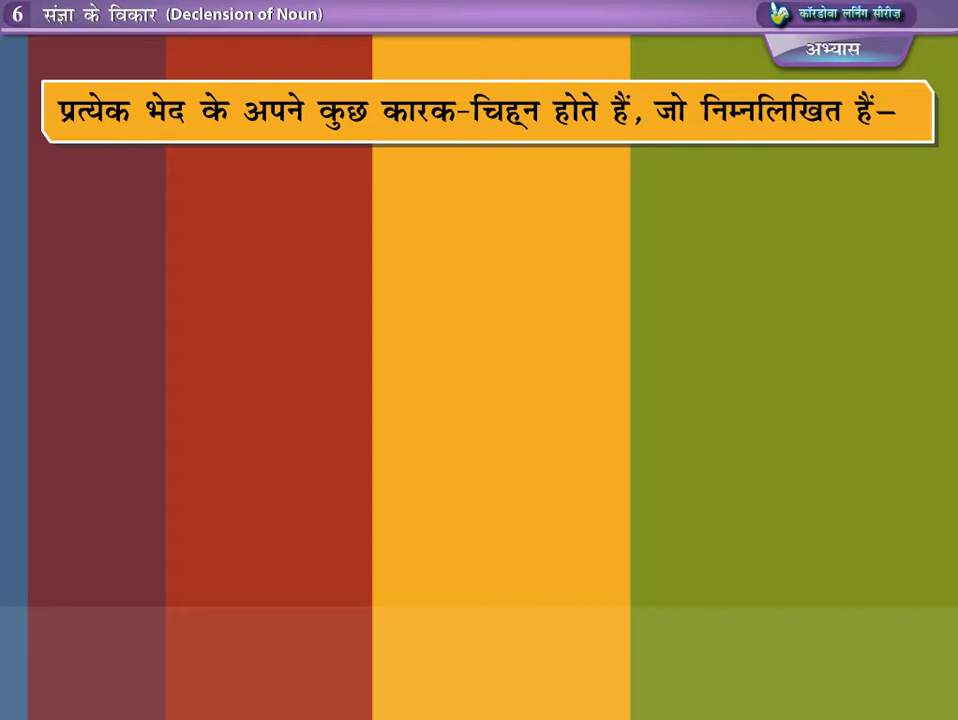 6 संज्ञा के विकार (Declension of Noun)
कॉरडोवा लर्निंग सीरीज़
अभ्यास
प्रत्येक भेद के अपने कुछ कारक-चिह्न होते हैं, जो निम्नलिखित हैं–